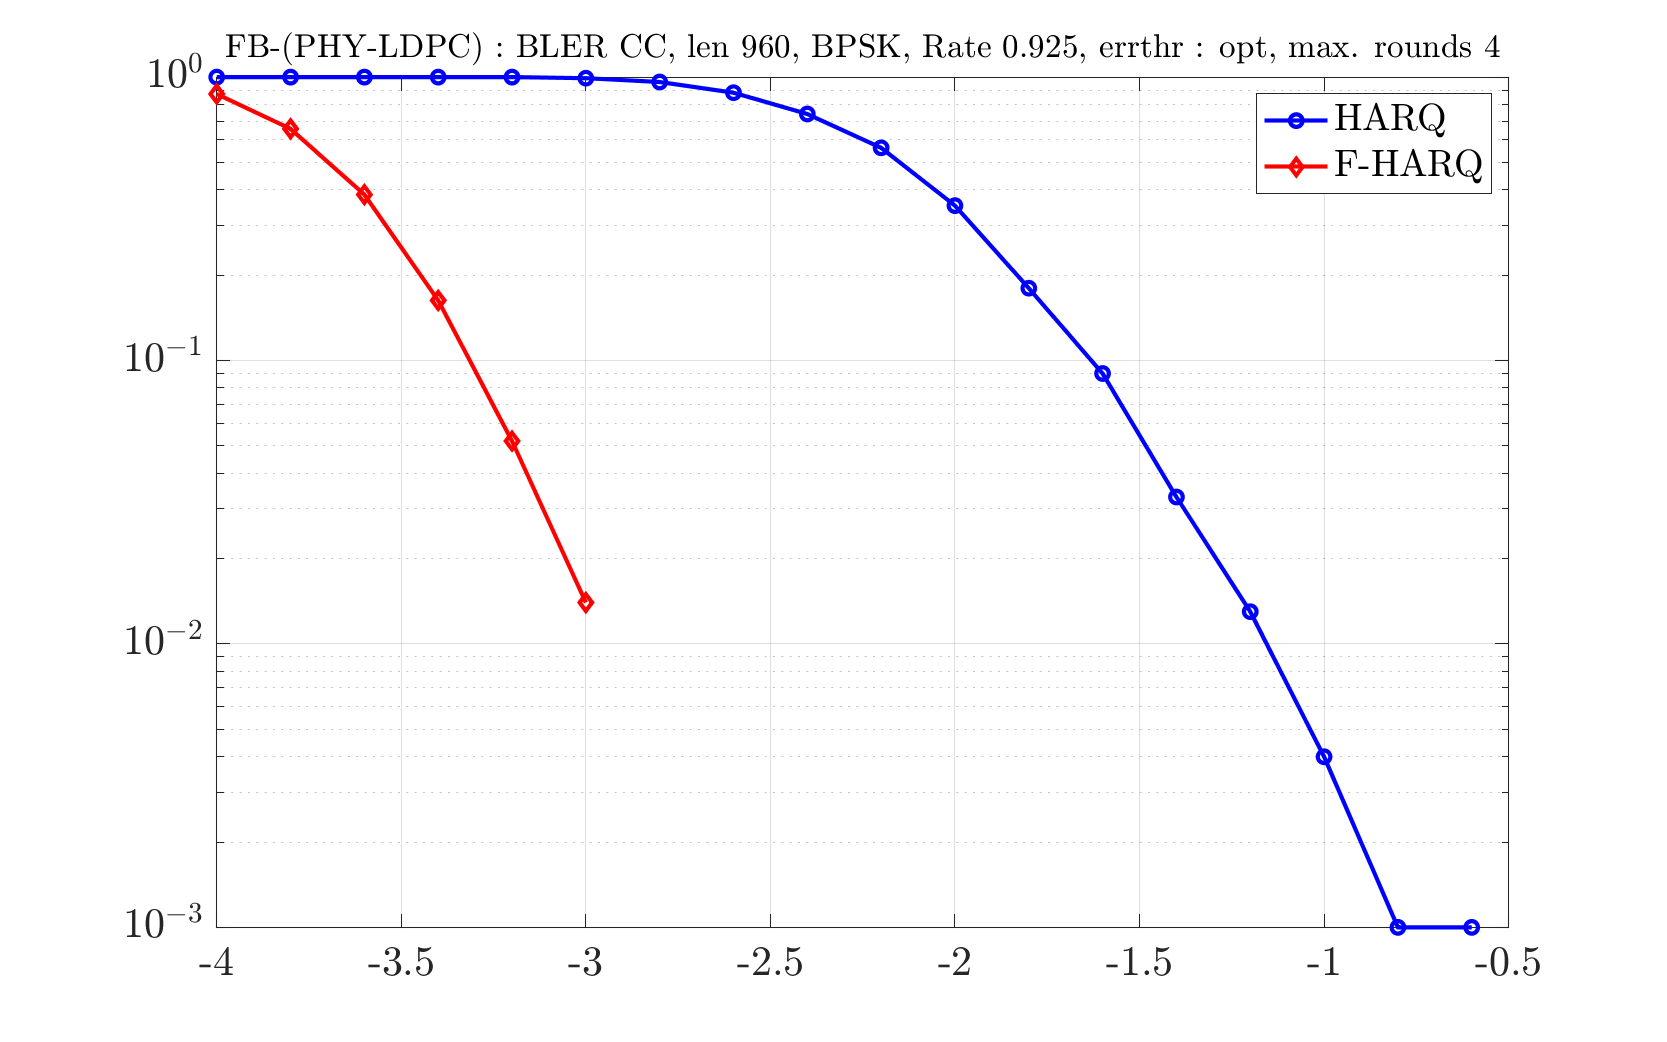 FB-(PHY-LDPC) : BLER CC, len 960, BPSK, Rate 0.925, errthr : opt, max. rounds 4
10^0
HARQ
F-HARQ
10^−1
10^−2
10^−3
-4 -3.5 -3 -2.5 -2 -1.5 -1 -0.5